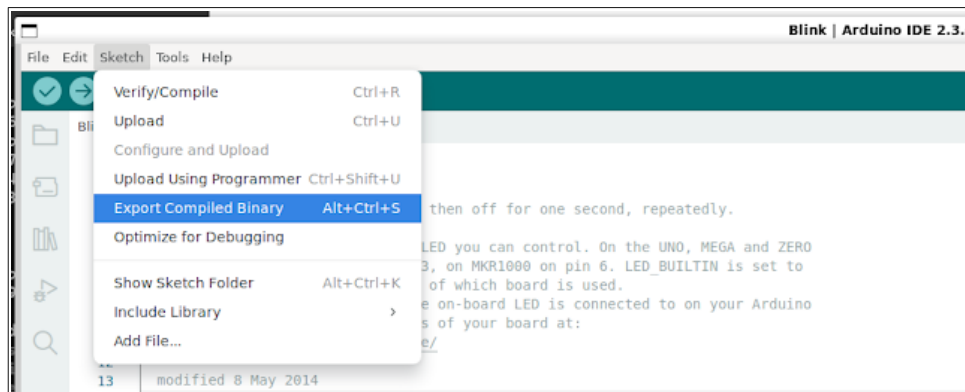 Blink | Arduino IDE 2.3.
File Edit Sketch Tools Help
Verify/Compile Ctrl+R
Upload Ctrl+U
Configure and Upload
Upload Using Programmer Ctrl+Shift+U
Export Compiled Binary Alt+Ctrl+S
Optimize for Debugging
Show Sketch Folder Alt+Ctrl+K
Include Library
Add File...
Bli
then off for one second, repeatedly.
LED you can control. On the UNO, MEGA and ZERO
3, on MKR1000 on pin 6. LED_BUILTIN is set to
of which board is used.
e on-board LED is connected to on your Arduino
s of your board at:
e/
12
13 modified 8 May 2014